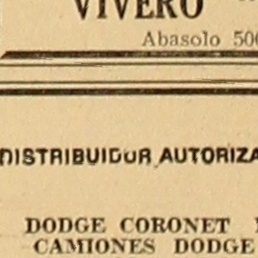 VIVERO
Abasolo 50
DISTRIBUIDOR AUTORIZA
DODGE CORONET
CAMIONES DODGE